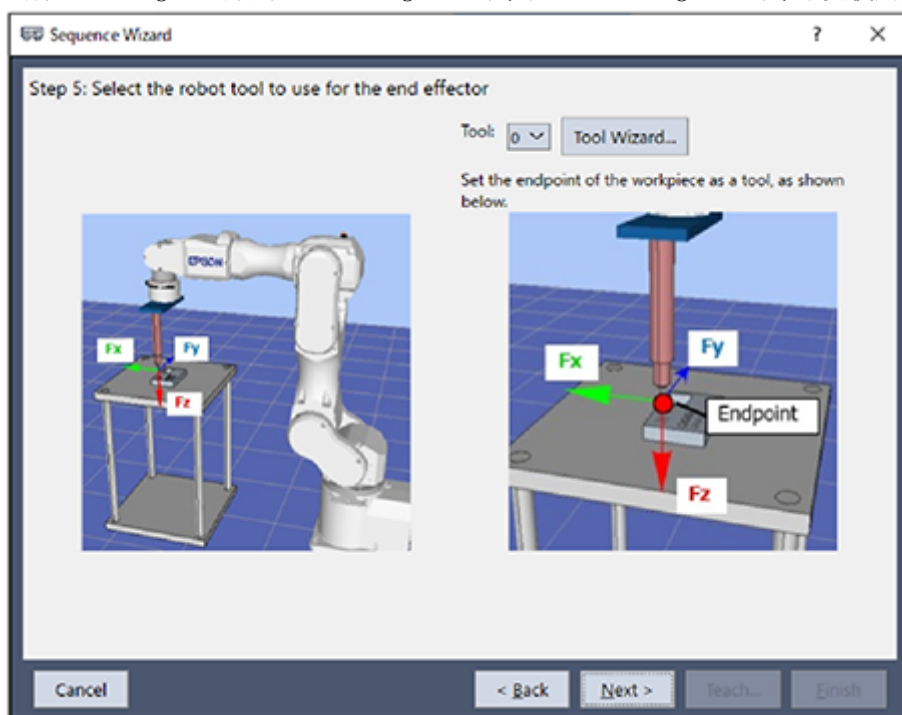 Sequence Wizard
Step 5: Select the robot tool to use for the end effector
Tool: 0 Tool Wizard...
Set the endpoint of the workpiece as a tool, as shown
below.
EPSON
Fx
Fy
Fz
Fx
Fy
Endpoint
Fz
Cancel
< Back
Next >
Teach...
Finish